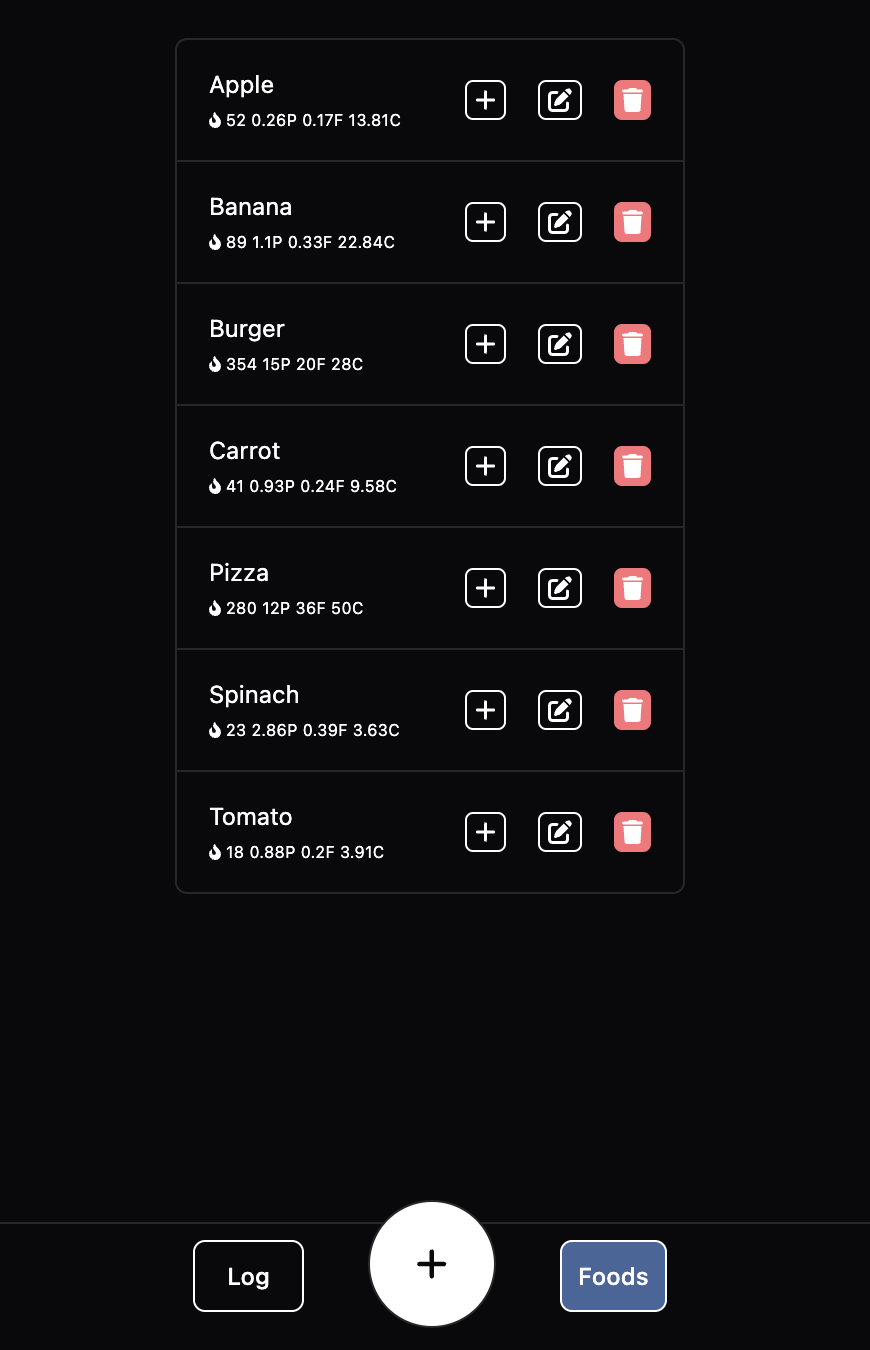 Apple
52 0.26P 0.17F 13.81C
Banana
89 1.1P 0.33F 22.84C
Burger
354 15P 20F 28C
Carrot
41 0.93P 0.24F 9.58C
Pizza
280 12P 36F 50C
Spinach
23 2.86P 0.39F 3.63C
Tomato
18 0.88P 0.2F 3.91C
Log
Foods